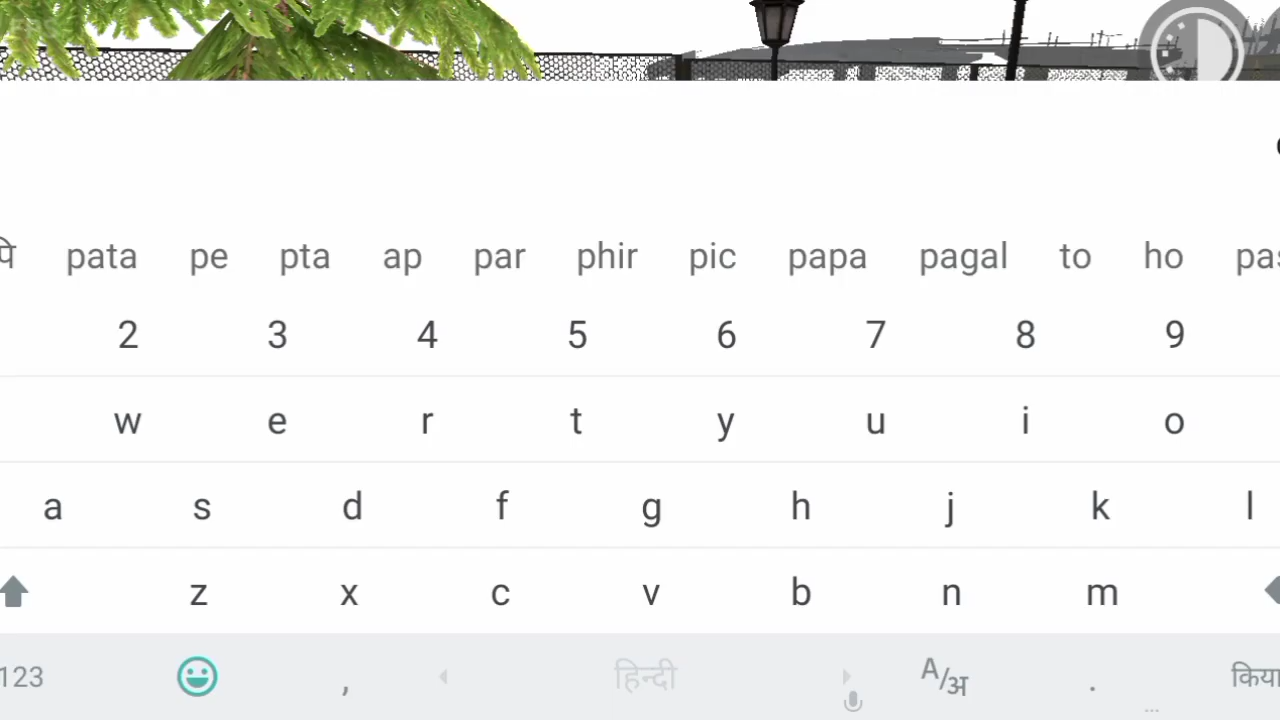 pata pe pta ap par phir pic papa pagal to ho
2 3 4 5 6 7 8 9
w e r t y u i o
a s d f g h j k l
z x c v b n m
123 , हिन्दी A/अ . ...